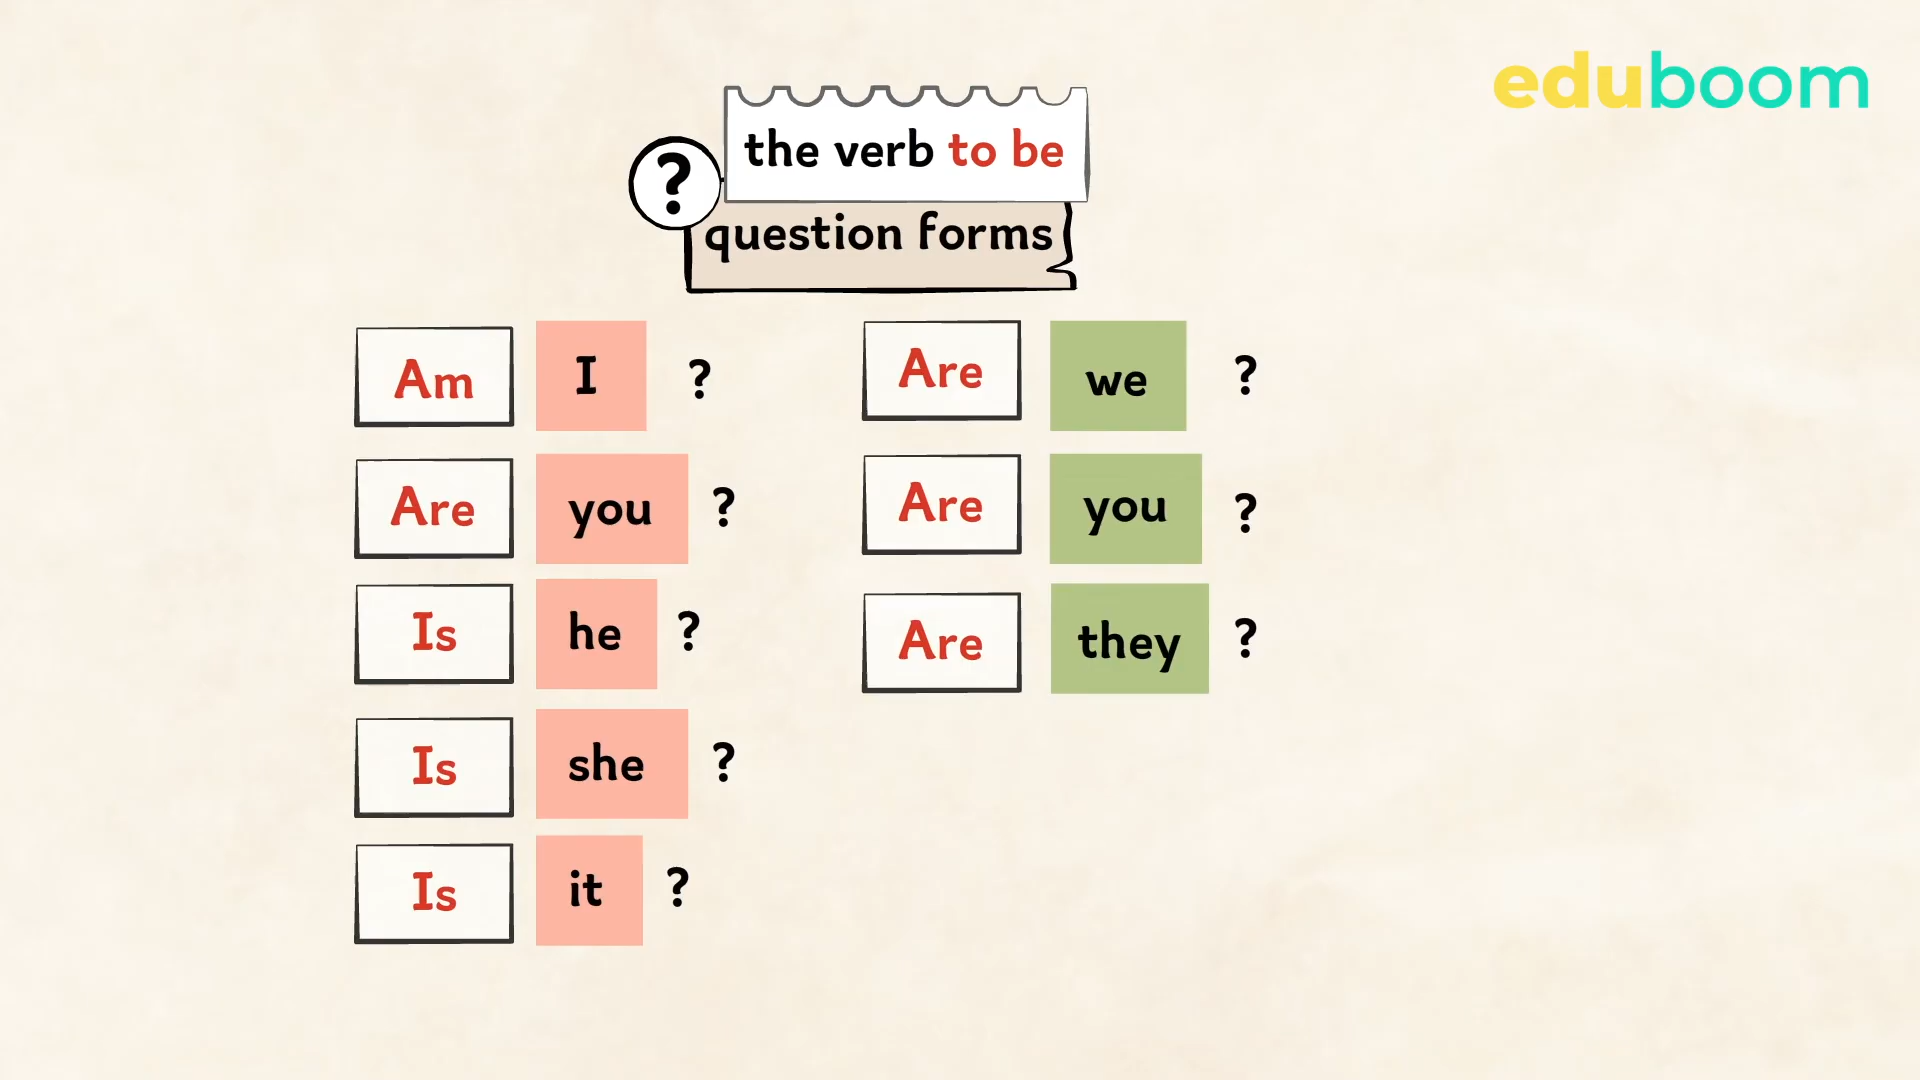 eduboom
the verb to be
?
question forms
Am I ?
Are you ?
Is he ?
Is she ?
Is it ?
Are we ?
Are you ?
Are they ?